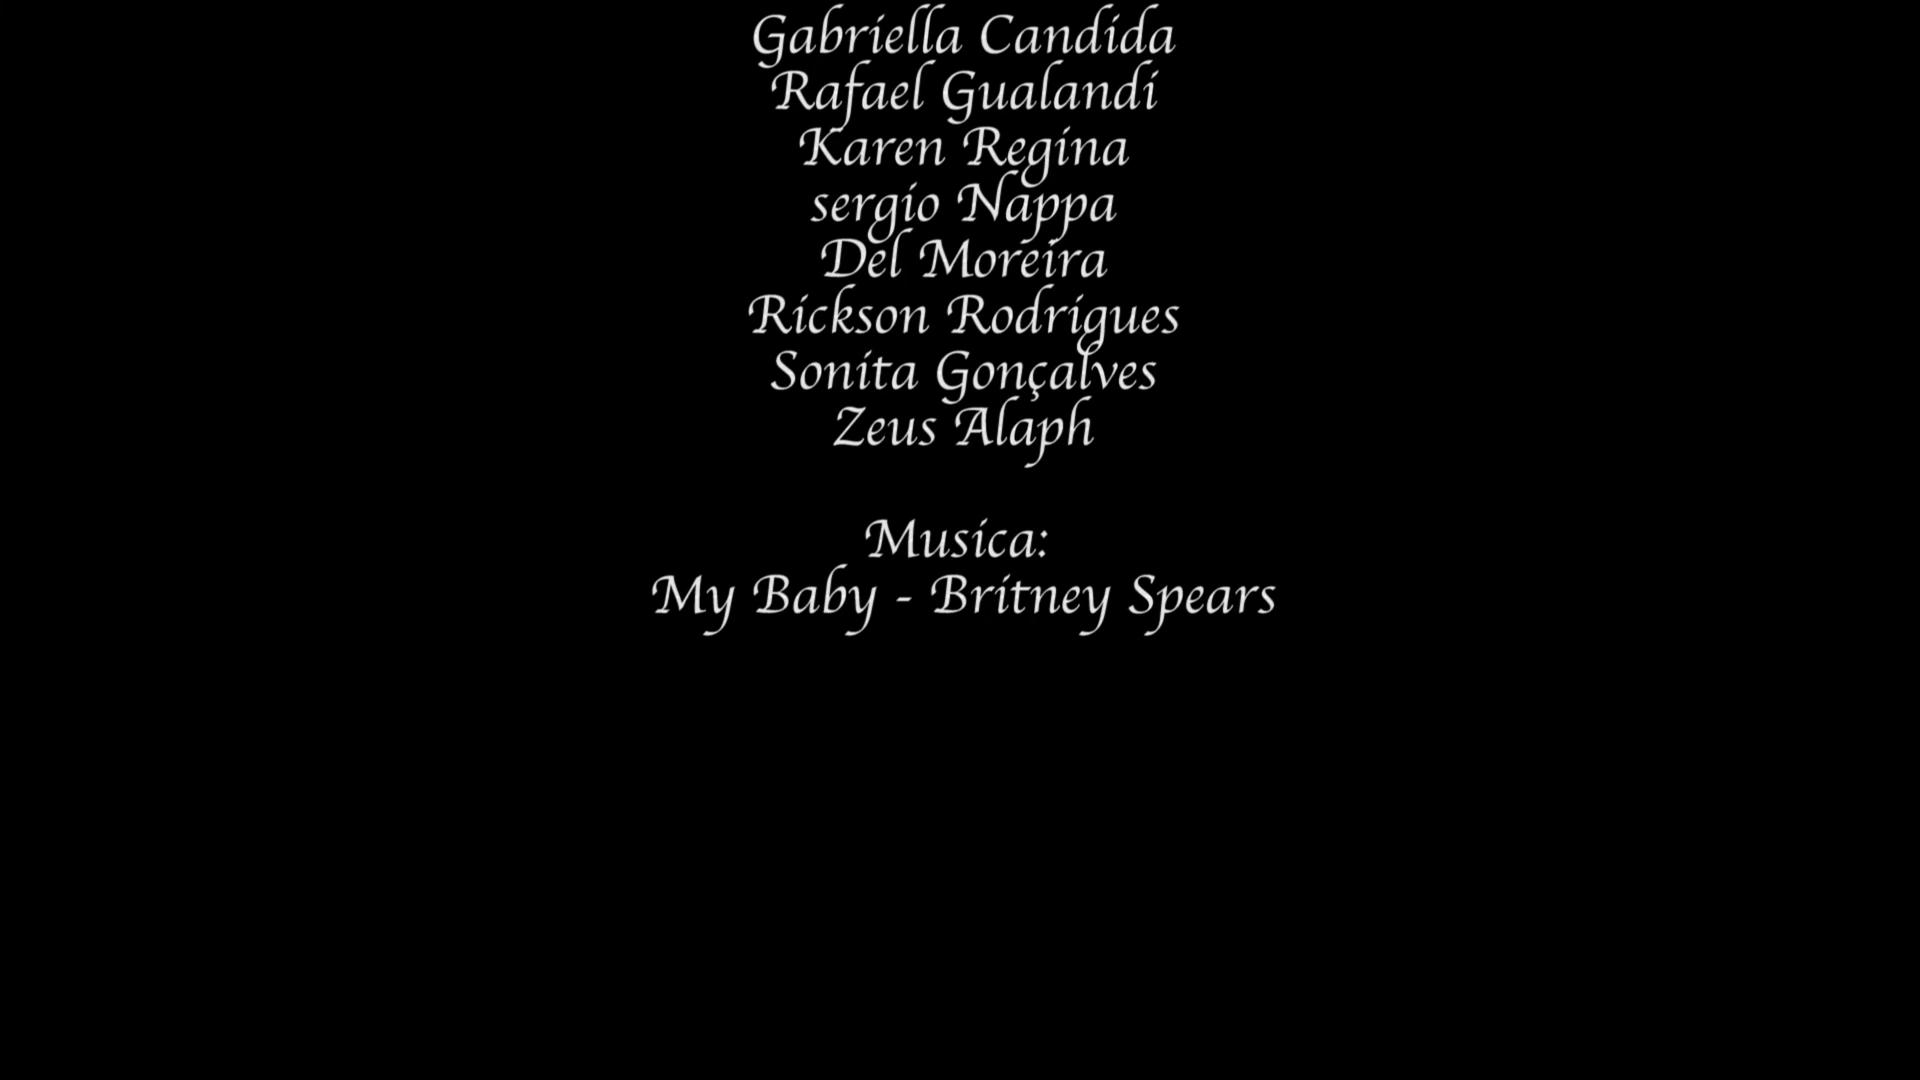 Gabriella Candida
Rafael Gualandi
Karen Regina
sergio Nappa
Del Moreira
Rickson Rodrigues
Sonita Gonçalves
Zeus Alaph
Musica:
My Baby - Britney Spears